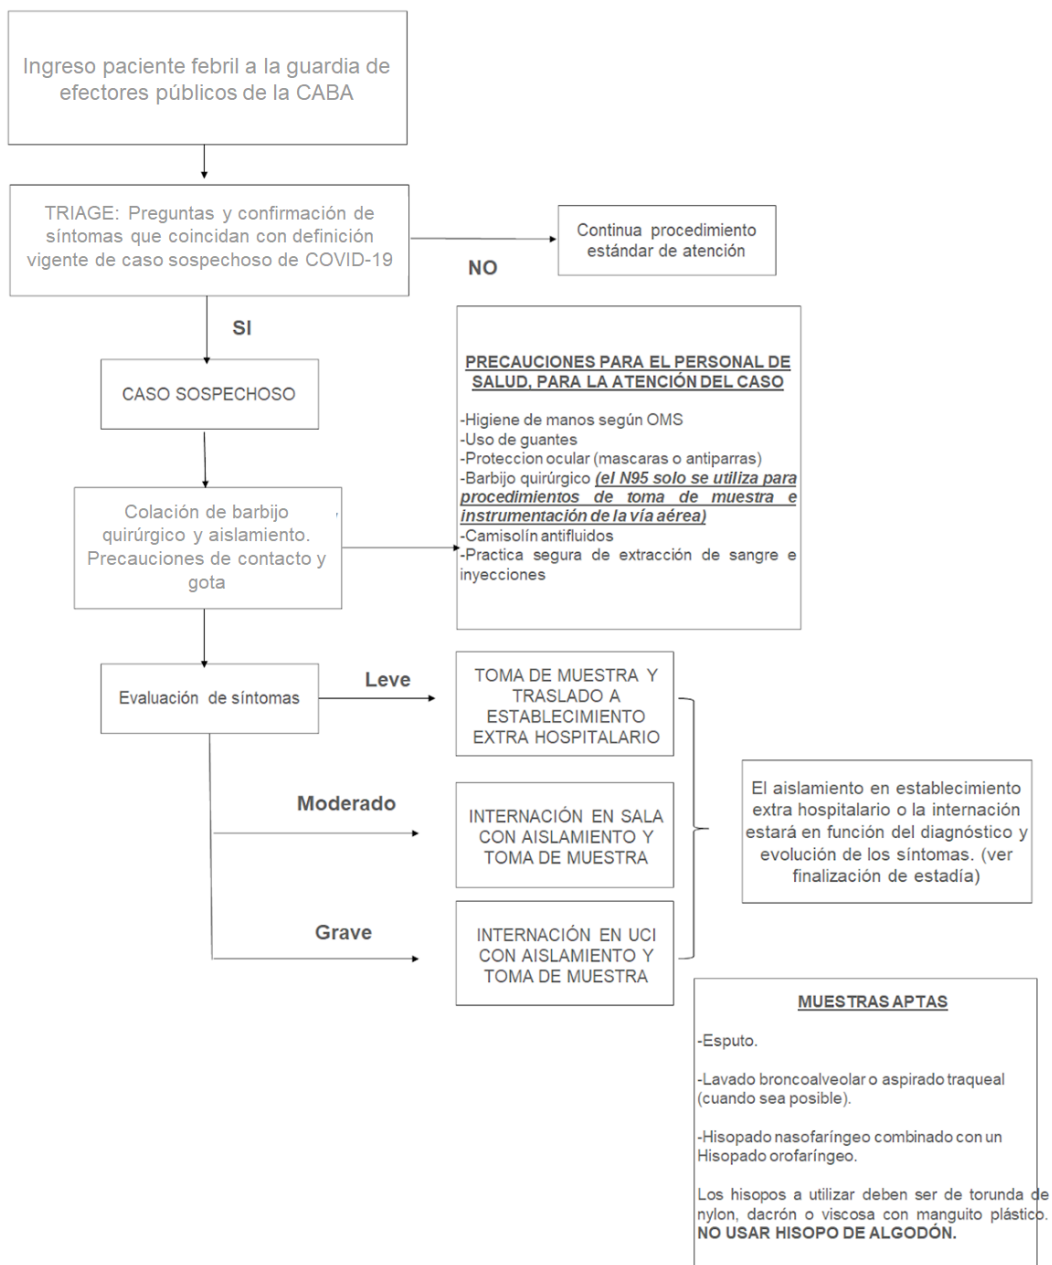 Ingreso paciente febril a la guardia de
efectores públicos de la CABA
TRIAGE: Preguntas y confirmación de
síntomas que coincidan con definición
vigente de caso sospechoso de COVID-19
NO
Continua procedimiento
estándar de atención
SI
CASO SOSPECHOSO
PRECAUCIONES PARA EL PERSONAL DE
SALUD, PARA LA ATENCIÓN DEL CASO
-Higiene de manos según OMS
-Uso de guantes
-Proteccion ocular (mascaras o antiparras)
-Barbijo quirúrgico (el N95 solo se utiliza para
procedimientos de toma de muestra e
instrumentación de la vía aérea)
-Camisolín antifluidos
-Practica segura de extracción de sangre e
inyecciones
Colación de barbijo
quirúrgico y aislamiento.
Precauciones de contacto y
gota
Evaluación de síntomas
Leve
TOMA DE MUESTRA Y
TRASLADO A
ESTABLECIMIENTO
EXTRA HOSPITALARIO
Moderado
INTERNACIÓN EN SALA
CON AISLAMIENTO Y
TOMA DE MUESTRA
Grave
INTERNACIÓN EN UCI
CON AISLAMIENTO Y
TOMA DE MUESTRA
El aislamiento en establecimiento
extra hospitalario o la internación
estará en función del diagnóstico y
evolución de los síntomas. (ver
finalización de estadía)
MUESTRAS APTAS
-Esputo.
-Lavado broncoalveolar o aspirado traqueal
(cuando sea posible).
-Hisopado nasofaríngeo combinado con un
Hisopado orofaríngeo.
Los hisopos a utilizar deben ser de torunda de
nylon, dacrón o viscosa con manguito plástico.
NO USAR HISOPO DE ALGODÓN.